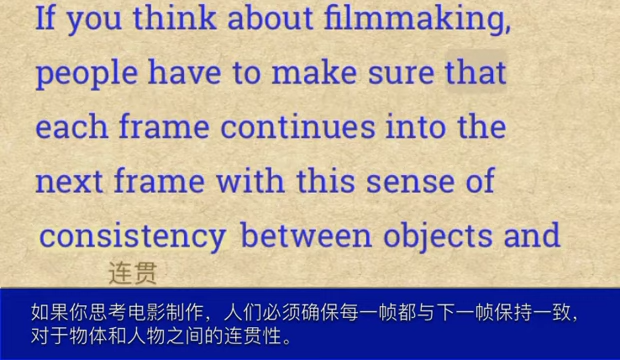 If you think about filmmaking,
people have to make sure that
each frame continues into the
next frame with this sense of
consistency between objects and
连贯
如果你思考电影制作，人们必须确保每一帧都与下一帧保持一致，
对于物体和人物之间的连贯性。